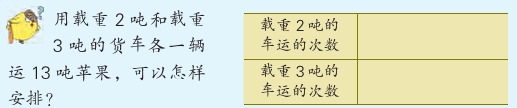 用载重2吨和载重
3吨的货车各一辆
运13吨苹果，可以怎样
安排？
载重2吨的
车运的次数
载重3吨的
车运的次数